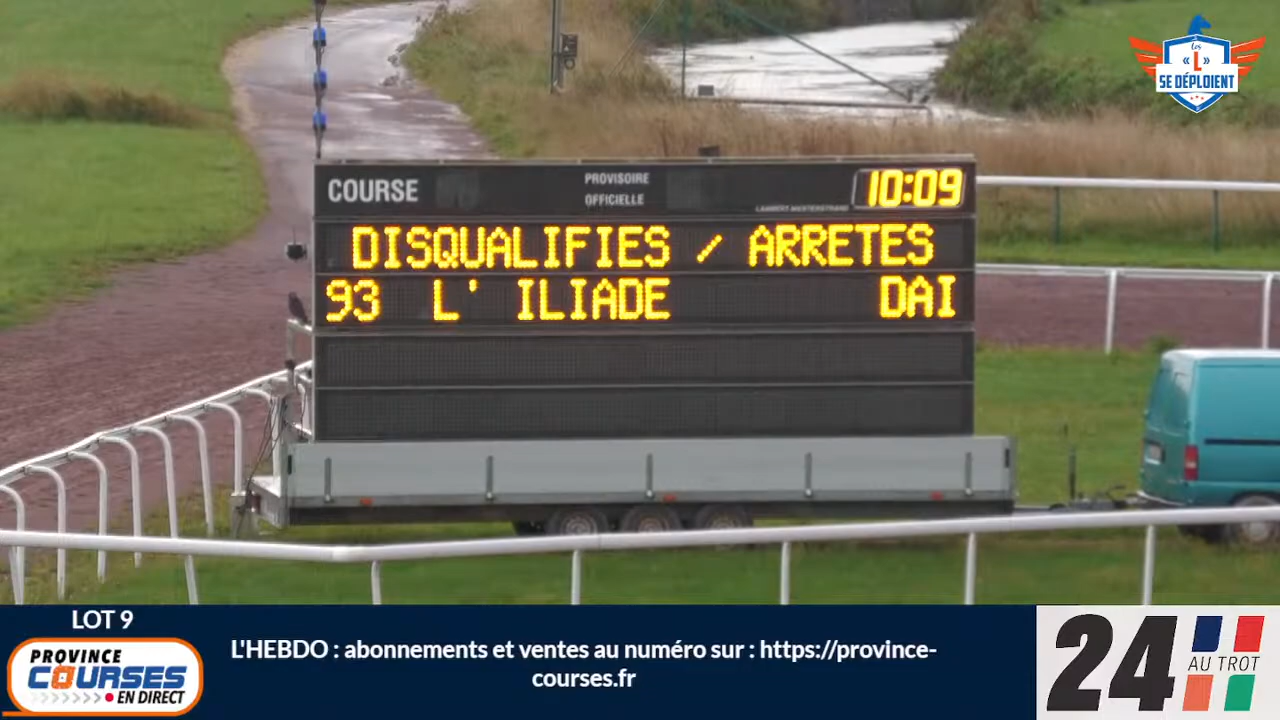 les
« L »
SE DÉPLOIENT
COURSE
PROVISOIRE
OFFICIELLE
10:09
DISQUALIFIES / ARRETES
93 L' ILIADE DAI
LOT 9
PROVINCE
COURSES
EN DIRECT
L'HEBDO : abonnements et ventes au numéro sur : https://province-
courses.fr
24
AU TROT